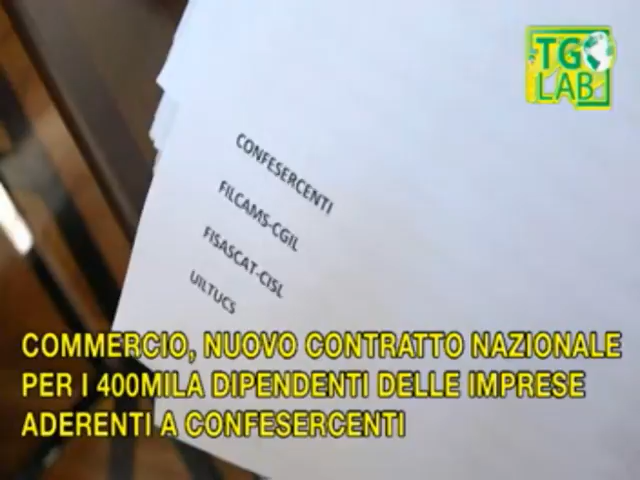 TG
LAB
CONFESERCENTI
FILCAMS-CGIL
FISASCAT-CISL
UILTUCS
COMMERCIO, NUOVO CONTRATTO NAZIONALE
PER I 400MILA DIPENDENTI DELLE IMPRESE
ADERENTI A CONFESERCENTI